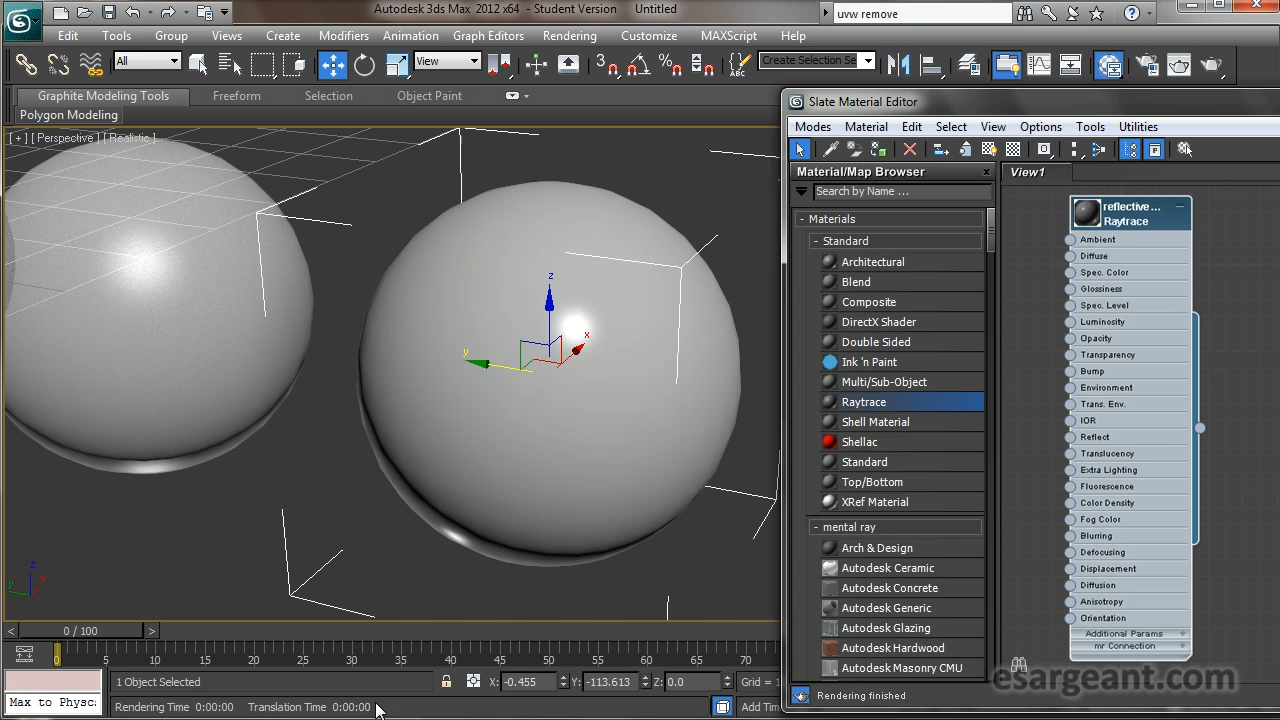 Autodesk 3ds Max 2012 x64 - Student Version Untitled
uvw remove
Edit Tools Group Views Create Modifiers Animation Graph Editors Rendering Customize MAXScript Help
All View 3 Create Selection Se
Graphite Modeling Tools Freeform Selection Object Paint
Polygon Modeling
[ + ] [ Perspective ] [ Realistic ]
z
x
y
z
x
y
Slate Material Editor
Modes Material Edit Select View Options Tools Utilities
Material/Map Browser
Search by Name ...
- Materials
- Standard
Architectural
Blend
Composite
DirectX Shader
Double Sided
Ink 'n Paint
Multi/Sub-Object
Raytrace
Shell Material
Shellac
Standard
Top/Bottom
XRef Material
- mental ray
Arch & Design
Autodesk Ceramic
Autodesk Concrete
Autodesk Generic
Autodesk Glazing
Autodesk Hardwood
Autodesk Masonry CMU
Rendering finished
View1
reflective...
Raytrace
Ambient
Diffuse
Spec. Color
Glossiness
Spec. Level
Luminosity
Opacity
Transparency
Bump
Environment
Trans. Env.
IOR
Reflect
Translucency
Extra Lighting
Fluorescence
Color Density
Fog Color
Blurring
Defocusing
Displacement
Diffusion
Anisotropy
Orientation
Additional Params +
mr Connection +
esargeant.com
< 0 / 100 >
0 5 10 15 20 25 30 35 40 45 50 55 60 65 70
1 Object Selected X: -0.455 Y: -113.613 Z: 0.0 Grid = 1
Max to Physc
Rendering Time 0:00:00 Translation Time 0:00:00 Add Time